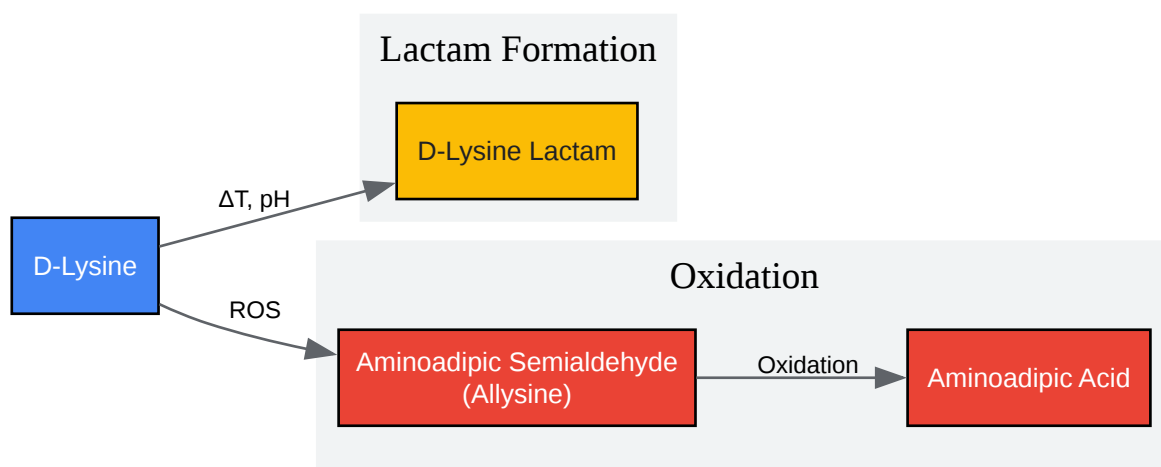 Lactam Formation
D-Lysine Lactam
ΔT, pH
D-Lysine
ROS
Oxidation
Aminoadipic Semialdehyde
(Allysine)
Oxidation
Aminoadipic Acid